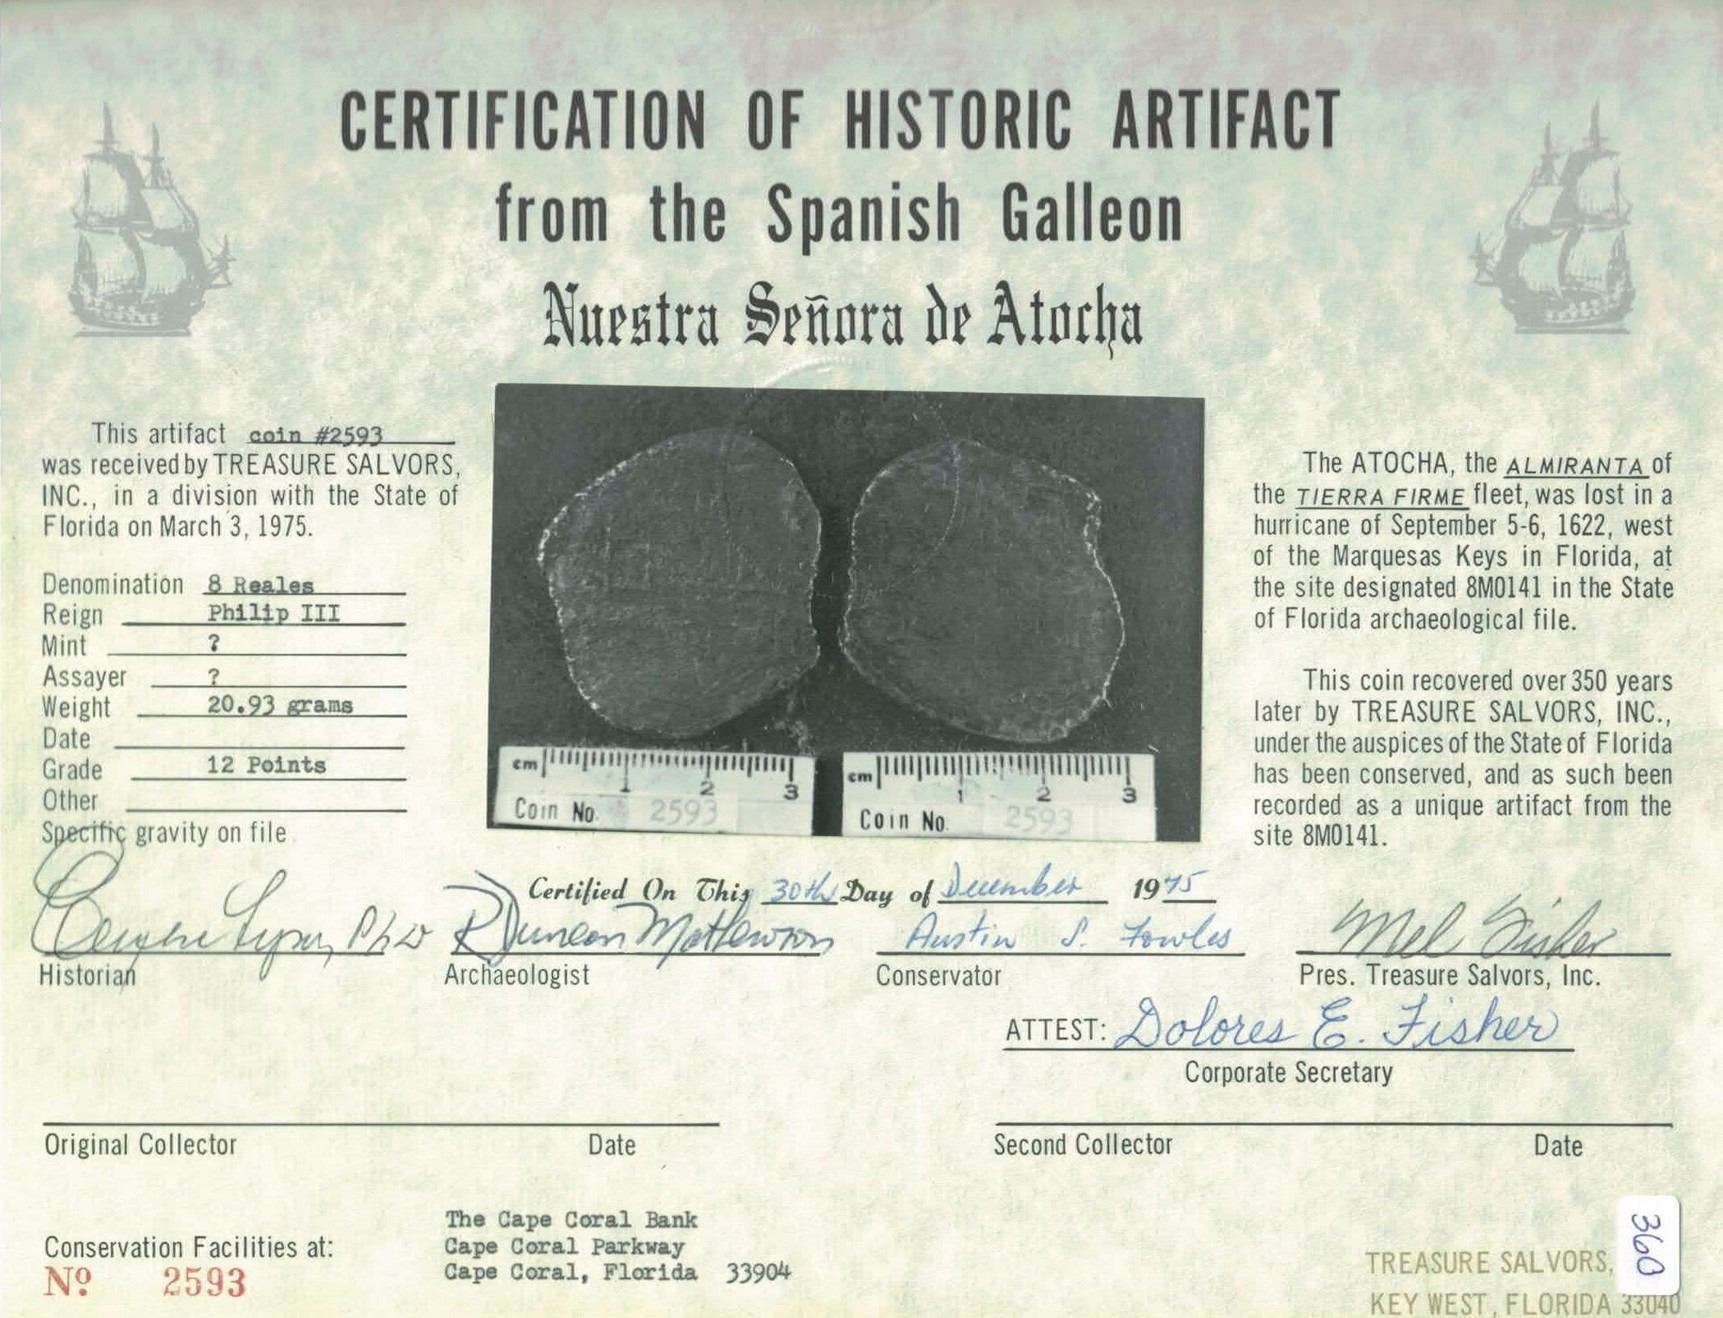 CERTIFICATION OF HISTORIC ARTIFACT
from the Spanish Galleon
Nuestra Señora de Atocha
This artifact coin #2593
was received by TREASURE SALVORS,
INC., in a division with the State of
Florida on March 3, 1975.
Denomination 8 Reales
Reign Philip III
Mint ?
Assayer ?
Weight 20.93 grams
Date
Grade 12 Points
Other
Specific gravity on file
cm 1 2 3
Coin No. 2593
cm 1 2 3
Coin No. 2593
The ATOCHA, the ALMIRANTA of
the TIERRA FIRME fleet, was lost in a
hurricane of September 5-6, 1622, west
of the Marquesas Keys in Florida, at
the site designated 8MO141 in the State
of Florida archaeological file.
This coin recovered over 350 years
later by TREASURE SALVORS, INC.,
under the auspices of the State of Florida
has been conserved, and as such been
recorded as a unique artifact from the
site 8MO141.
Certified On This 30th Day of December 1975
Eugene Lyon, PhD
Historian
R Duncan Mathewson
Archaeologist
Austin S. Fowles
Conservator
Mel Fisher
Pres. Treasure Salvors, Inc.
ATTEST: Dolores E. Fisher
Corporate Secretary
Original Collector Date
Second Collector Date
Conservation Facilities at:
Nº 2593
The Cape Coral Bank
Cape Coral Parkway
Cape Coral, Florida 33904
TREASURE SALVORS,
KEY WEST, FLORIDA 33040
360